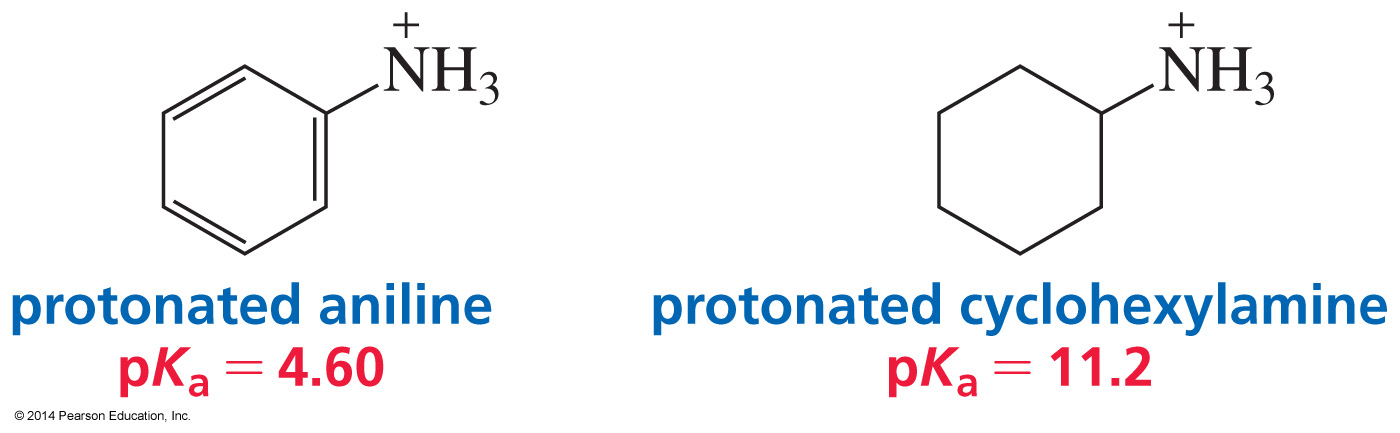 +
NH3
+
NH3
protonated aniline
pKa = 4.60
protonated cyclohexylamine
pKa = 11.2
© 2014 Pearson Education, Inc.